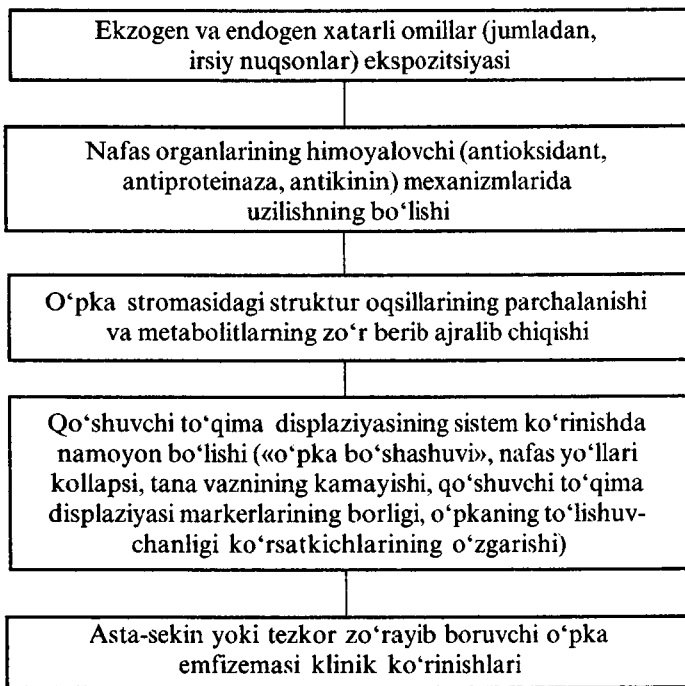 Ekzogen va endogen xatarli omillar (jumladan,
irsiy nuqsonlar) ekspozitsiyasi
Nafas organlarining himoyalovchi (antioksidant,
antiproteinaza, antikinin) mexanizmlarida
uzilishning bo‘lishi
O‘pka stromasidagi struktur oqsillarining parchalanishi
va metabolitlarning zo‘r berib ajralib chiqishi
Qo‘shuvchi to‘qima displaziyasining sistem ko‘rinishda
namoyon bo‘lishi («o‘pka bo‘shashuvi», nafas yo‘llari
kollapsi, tana vaznining kamayishi, qo‘shuvchi to‘qima
displaziyasi markerlarining borligi, o‘pkaning to‘lishuv-
chanligi ko‘rsatkichlarining o‘zgarishi)
Asta-sekin yoki tezkor zo‘rayib boruvchi o‘pka
emfizemasi klinik ko‘rinishlari